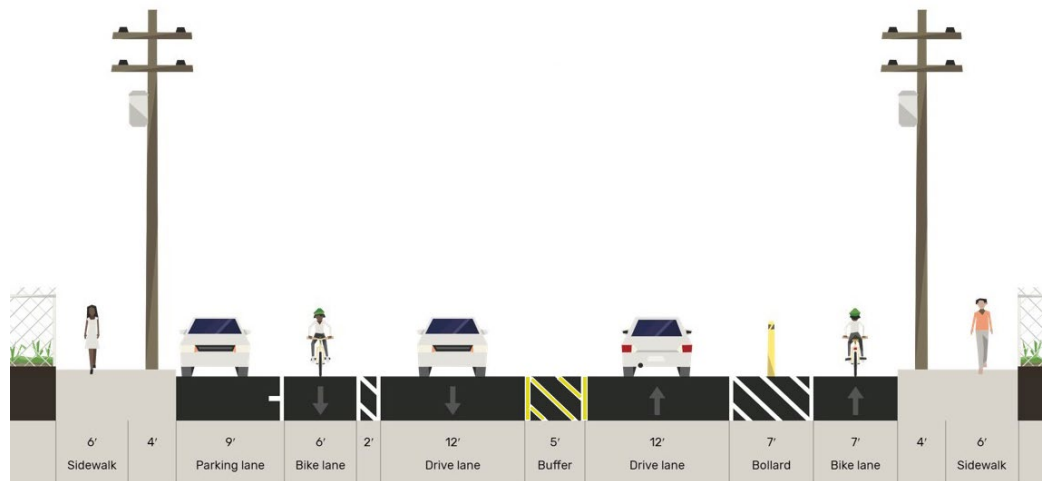 6′ 4′ 9′ 6′ 2′ 12′ 5′ 12′ 7′ 7′ 4′ 6′
Sidewalk Parking lane Bike lane Drive lane Buffer Drive lane Bollard Bike lane Sidewalk